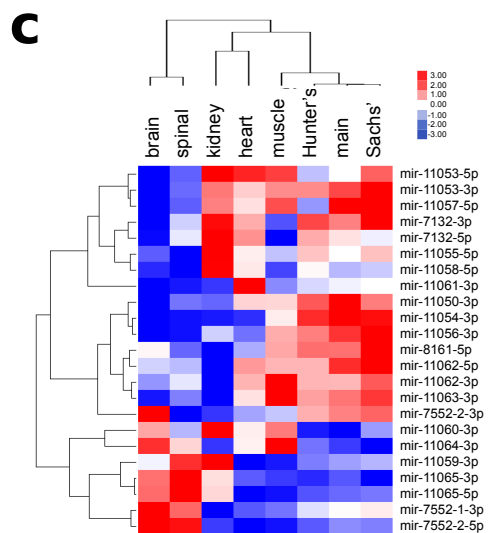 C
brain
spinal
kidney
heart
muscle
Hunter's
main
Sachs'
3.00
2.00
1.00
0.00
-1.00
-2.00
-3.00
mir-11053-5p
mir-11053-3p
mir-11057-5p
mir-7132-3p
mir-7132-5p
mir-11055-5p
mir-11058-5p
mir-11061-3p
mir-11050-3p
mir-11054-3p
mir-11056-3p
mir-8161-5p
mir-11062-5p
mir-11062-3p
mir-11063-3p
mir-7552-2-3p
mir-11060-3p
mir-11064-3p
mir-11059-3p
mir-11065-3p
mir-11065-5p
mir-7552-1-3p
mir-7552-2-5p